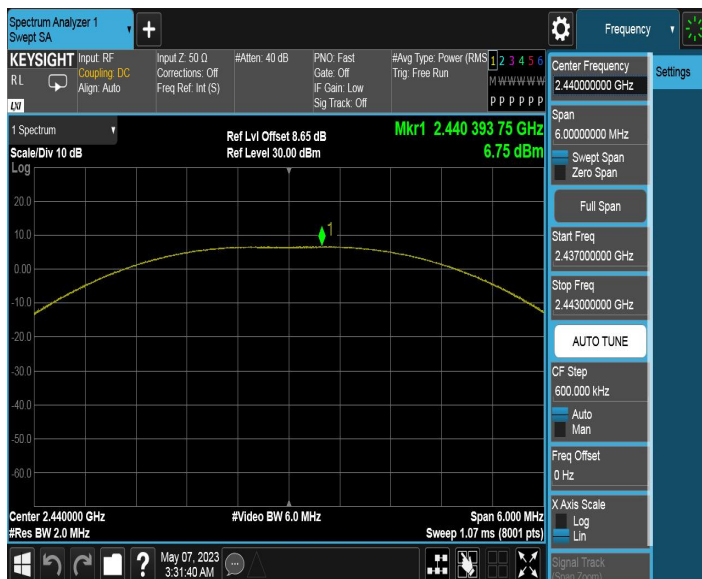 Spectrum Analyzer 1
Swept SA
+
Frequency
KEYSIGHT
RL
LXI
Input: RF
Coupling: DC
Align: Auto
Input Z: 50 Ω
Corrections: Off
Freq Ref: Int (S)
#Atten: 40 dB
PNO: Fast
Gate: Off
IF Gain: Low
Sig Track: Off
#Avg Type: Power (RMS
Trig: Free Run
1 2 3 4 5 6
M W W W W W
P P P P P P
1 Spectrum
Scale/Div 10 dB
Ref Lvl Offset 8.65 dB
Ref Level 30.00 dBm
Mkr1 2.440 393 75 GHz
6.75 dBm
Log
20.0
10.0
0.00
-10.0
-20.0
-30.0
-40.0
-50.0
-60.0
1
Center 2.44000 GHz
#Res BW 2.0 MHz
#Video BW 6.0 MHz
Span 6.000 MHz
Sweep 1.07 ms (8001 pts)
Center Frequency
2.440000000 GHz
Settings
Span
6.00000000 MHz
Swept Span
Zero Span
Full Span
Start Freq
2.437000000 GHz
Stop Freq
2.443000000 GHz
AUTO TUNE
CF Step
600.000 kHz
Auto
Man
Freq Offset
0 Hz
X Axis Scale
Log
Lin
Signal Track
(Span Zoom)
?
May 07, 2023
3:31:40 AM